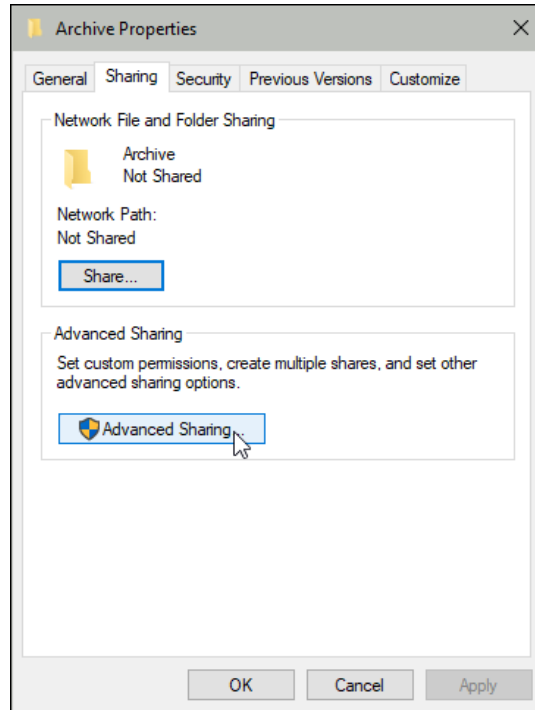 Archive Properties
General Sharing Security Previous Versions Customize
Network File and Folder Sharing
Archive
Not Shared
Network Path:
Not Shared
Share...
Advanced Sharing
Set custom permissions, create multiple shares, and set other
advanced sharing options.
Advanced Sharing...
OK Cancel Apply